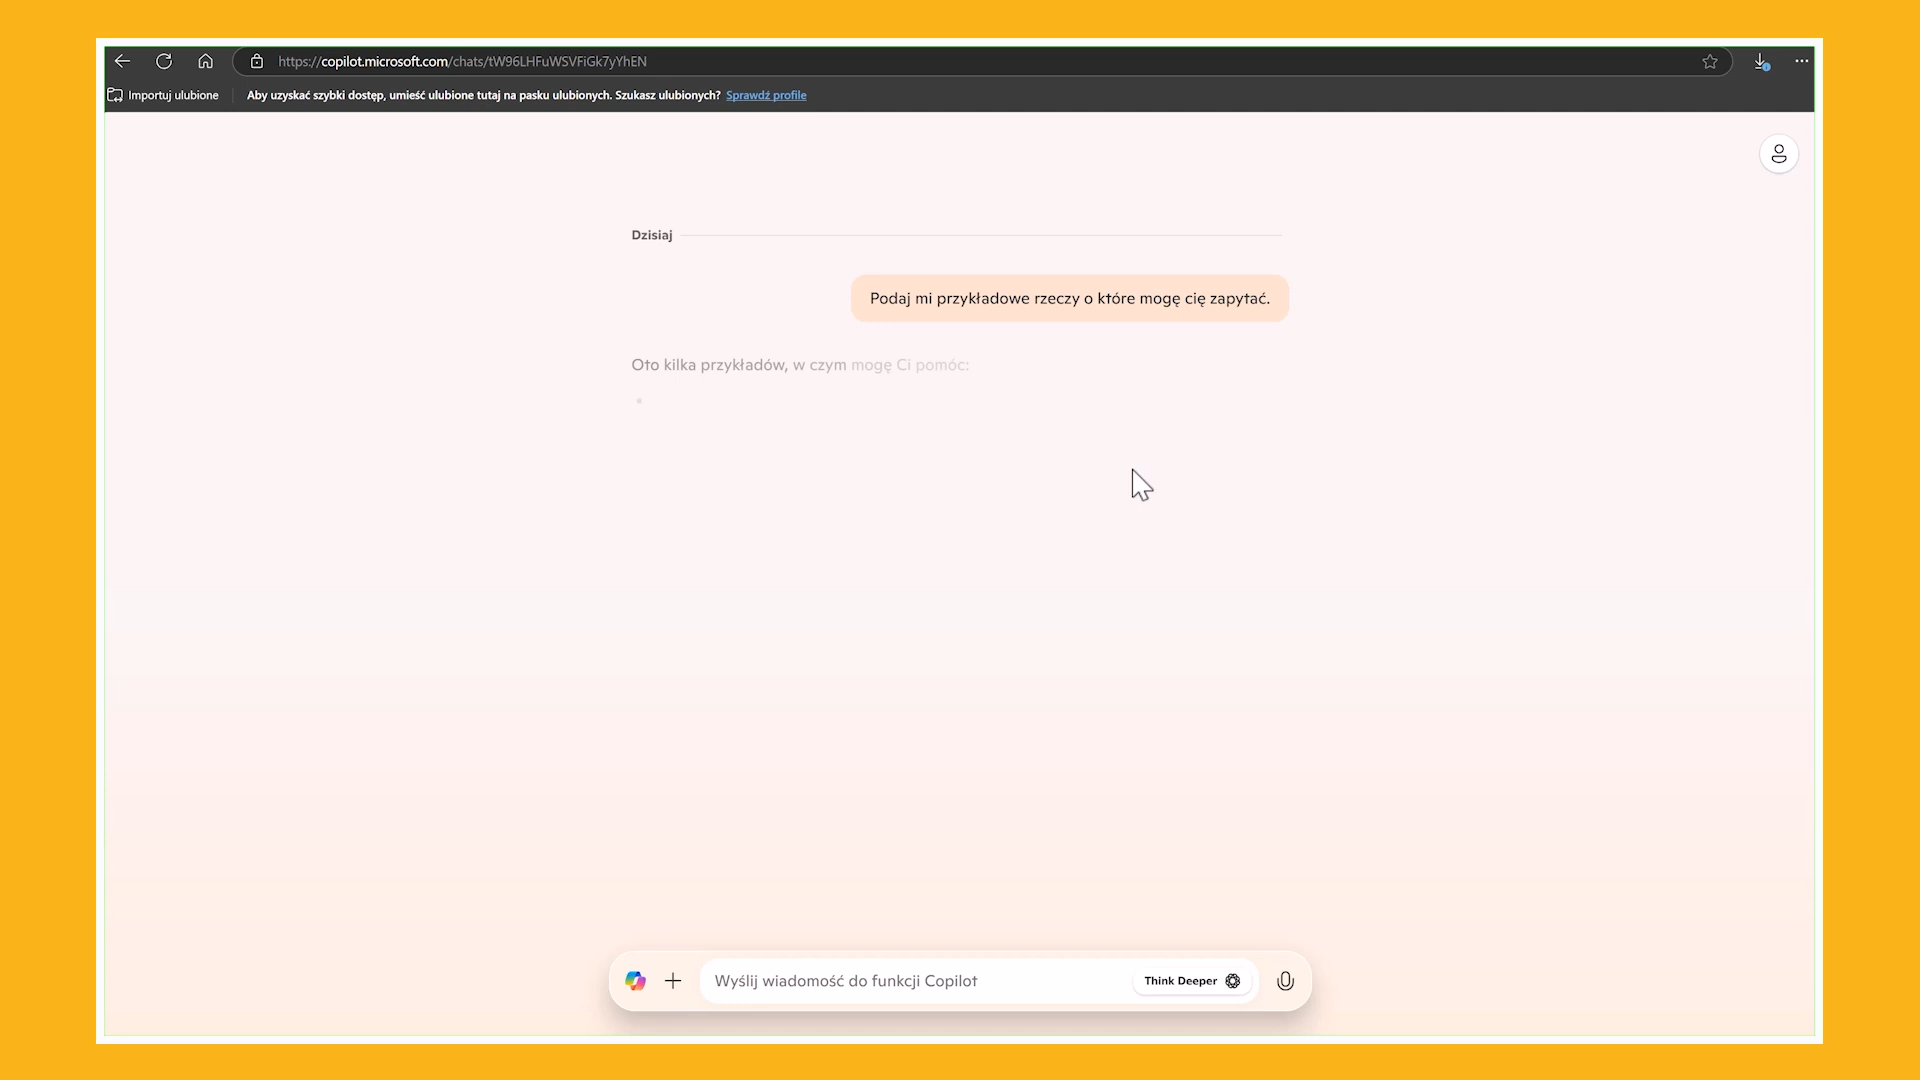 https://copilot.microsoft.com/chats/tW96LHFuWSVFiGk7yYhEN
Importuj ulubione
Aby uzyskać szybki dostęp, umieść ulubione tutaj na pasku ulubionych. Szukasz ulubionych? Sprawdź profile
Dzisiaj
Podaj mi przykładowe rzeczy o które mogę cię zapytać.
Oto kilka przykładów, w czym mogę Ci pomóc:
Wyślij wiadomość do funkcji Copilot
Think Deeper